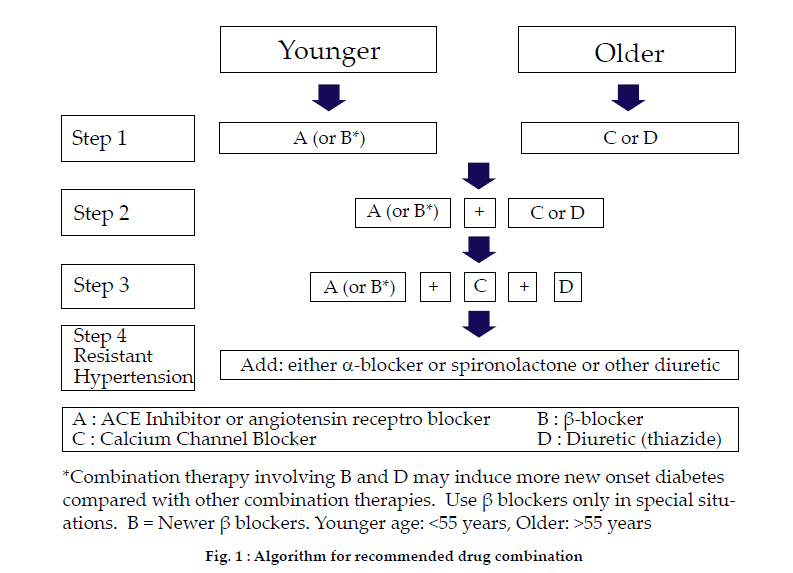 Younger
Older
Step 1
A (or B*)
C or D
Step 2
A (or B*)
+
C or D
Step 3
A (or B*)
+
C
+
D
Step 4
Resistant
Hypertension
Add: either α-blocker or spironolactone or other diuretic
A : ACE Inhibitor or angiotensin receptro blocker
B : β-blocker
C : Calcium Channel Blocker
D : Diuretic (thiazide)
*Combination therapy involving B and D may induce more new onset diabetes
compared with other combination therapies. Use β blockers only in special situ-
ations. B = Newer β blockers. Younger age: <55 years, Older: >55 years
Fig. 1 : Algorithm for recommended drug combination